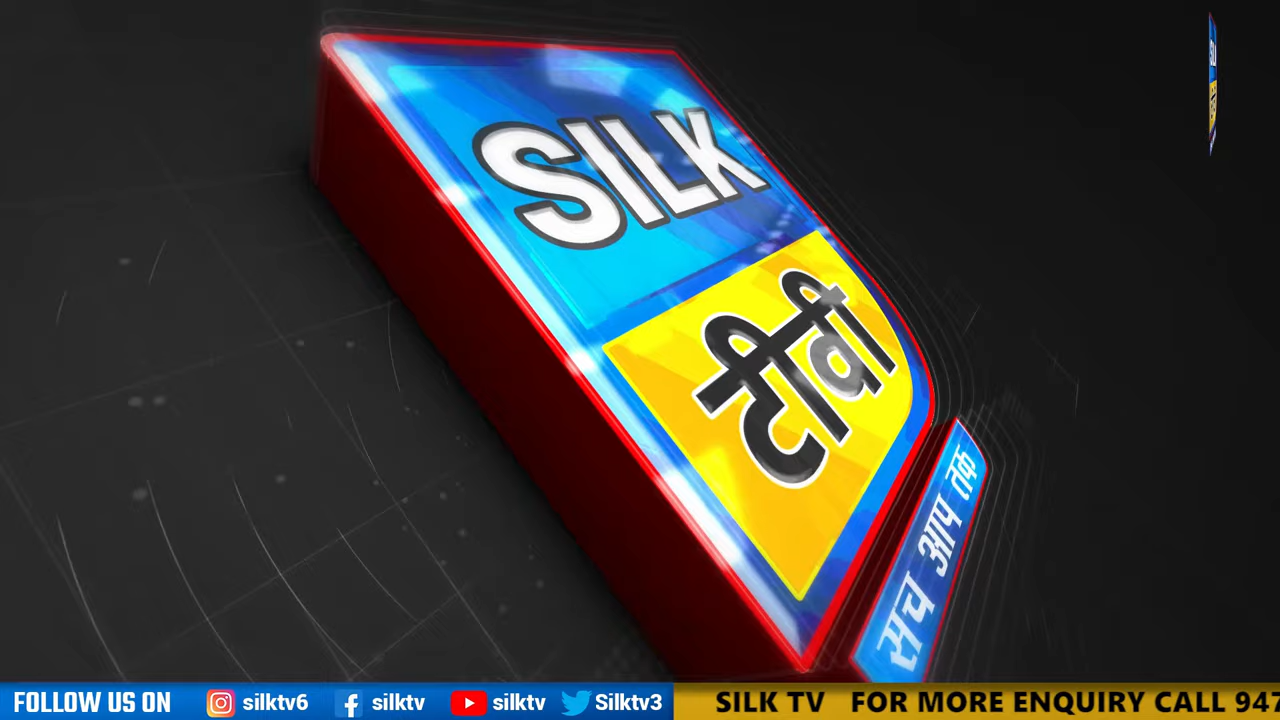 SILK
टीवी
सच आप तक
FOLLOW US ON silktv6 silktv silktv Silktv3 SILK TV FOR MORE ENQUIRY CALL 947